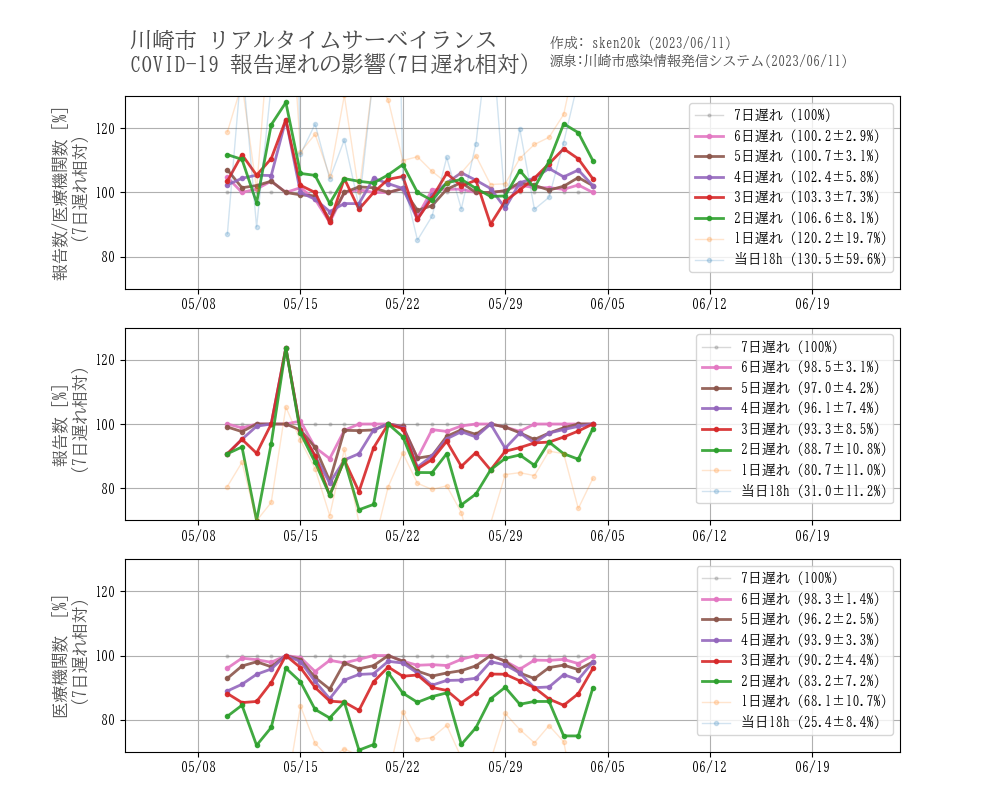 川崎市 リアルタイムサーベイランス
COVID-19 報告遅れの影響(7日遅れ相対)
作成: sken20k (2023/06/11)
源泉:川崎市感染情報発信システム(2023/06/11)
報告数/医療機関数 [%]
(7日遅れ相対)
120
100
80
7日遅れ (100%)
6日遅れ (100.2±2.9%)
5日遅れ (100.7±3.1%)
4日遅れ (102.4±5.8%)
3日遅れ (103.3±7.3%)
2日遅れ (106.6±8.1%)
1日遅れ (120.2±19.7%)
当日18h (130.5±59.6%)
05/08 05/15 05/22 05/29 06/05 06/12 06/19
報告数 [%]
(7日遅れ相対)
120
100
80
7日遅れ (100%)
6日遅れ (98.5±3.1%)
5日遅れ (97.0±4.2%)
4日遅れ (96.1±7.4%)
3日遅れ (93.3±8.5%)
2日遅れ (88.7±10.8%)
1日遅れ (80.7±11.0%)
当日18h (31.0±11.2%)
05/08 05/15 05/22 05/29 06/05 06/12 06/19
医療機関数 [%]
(7日遅れ相対)
120
100
80
7日遅れ (100%)
6日遅れ (98.3±1.4%)
5日遅れ (96.2±2.5%)
4日遅れ (93.9±3.3%)
3日遅れ (90.2±4.4%)
2日遅れ (83.2±7.2%)
1日遅れ (68.1±10.7%)
当日18h (25.4±8.4%)
05/08 05/15 05/22 05/29 06/05 06/12 06/19